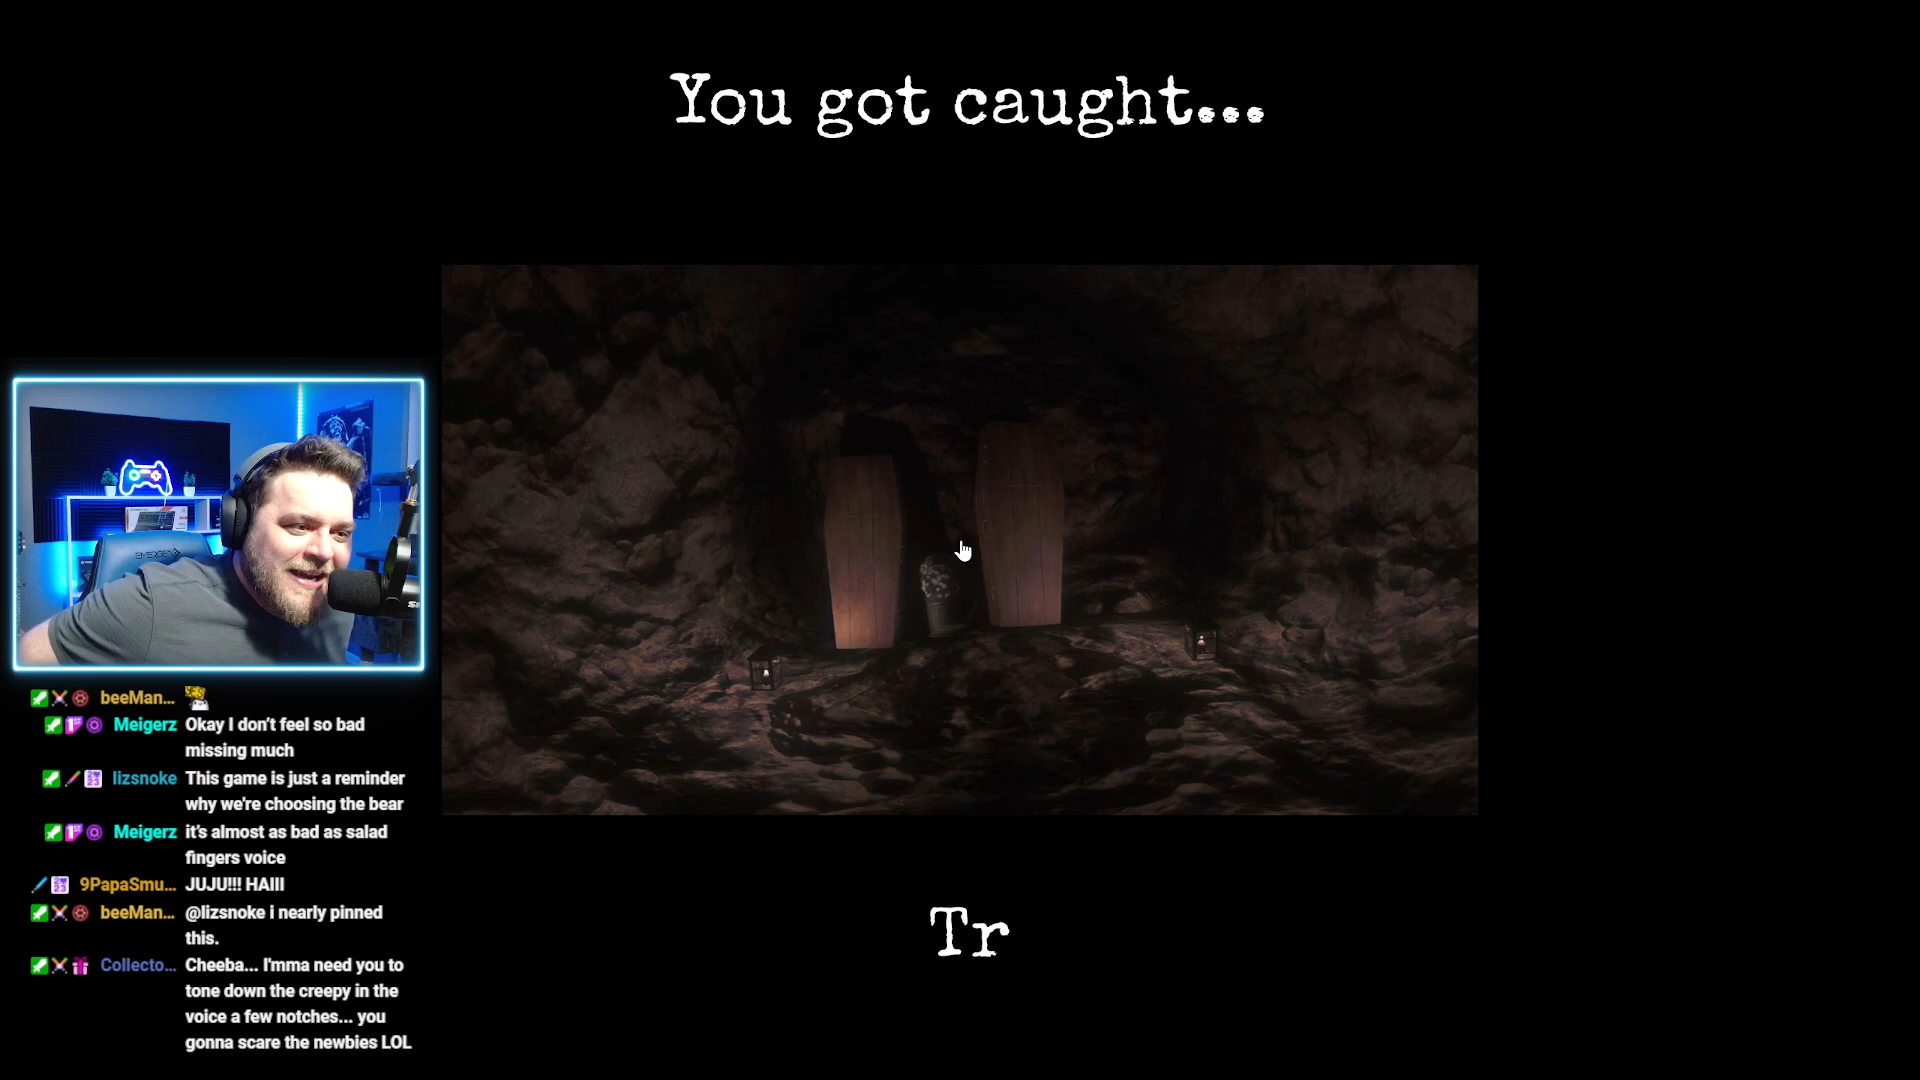 You got caught...
EMERGE
beeMan...
Meigerz Okay I don't feel so bad
missing much
lizsnoke This game is just a reminder
why we're choosing the bear
Meigerz it's almost as bad as salad
fingers voice
9PapaSmu... JUJU!!! HAIII
beeMan... @lizsnoke i nearly pinned
this.
Collecto... Cheeba... I'mma need you to
tone down the creepy in the
voice a few notches... you
gonna scare the newbies LOL
Tr